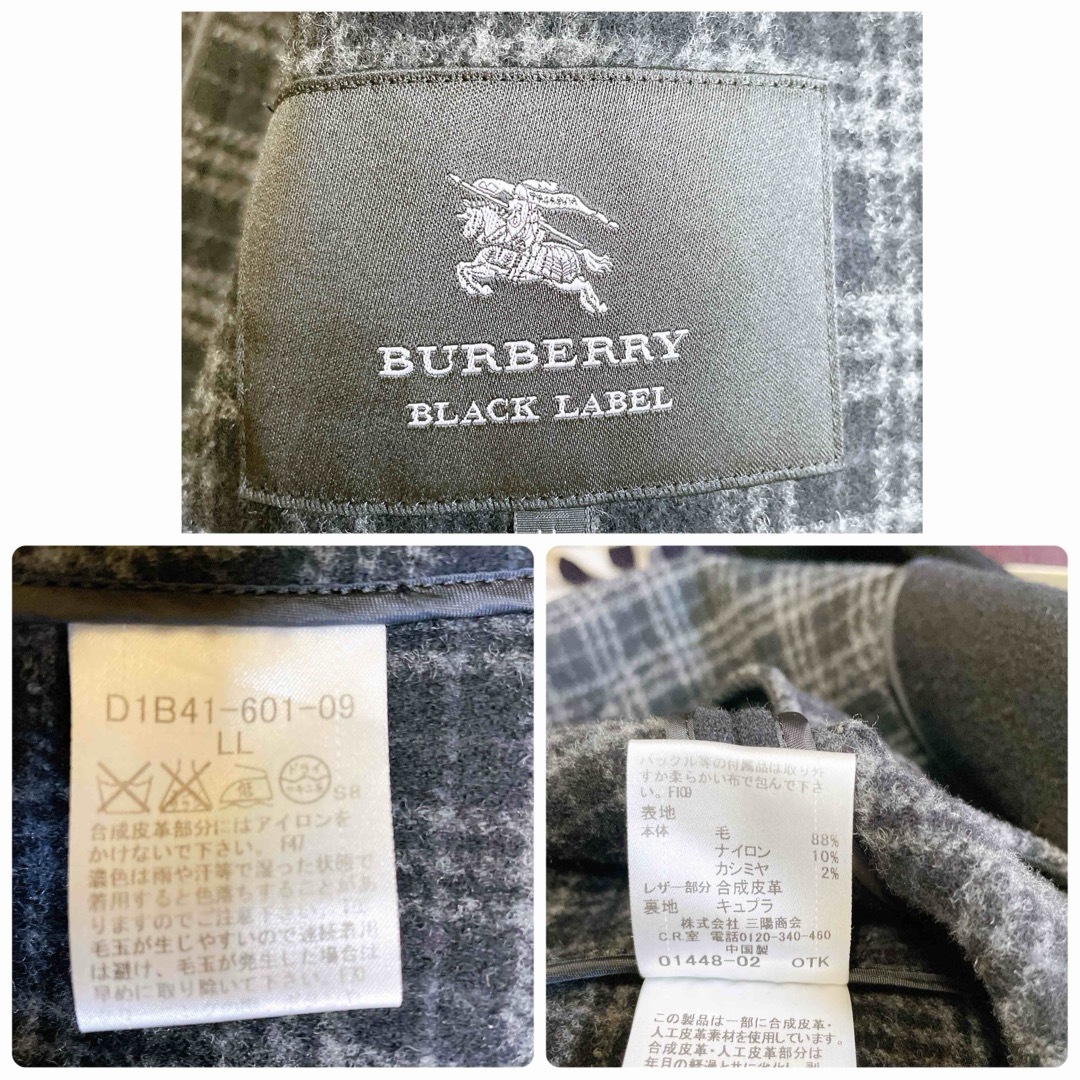 BURBERRY
BLACK LABEL
D1B41-601-09
LL
低
ドライ
S8
合成皮革部分にはアイロンを
かけないで下さい。F47
濃色は雨や汗等で湿った状態で
着用すると色落ちする
りますのでご注意下さい。
毛玉が生じやすいので連続着用
は避け、毛玉が発生した場合は
早めに取り除いて下さい。
バックル等の付属品は取り外
すか柔らかい布で包んで下さ
い。F109
表地
本体 毛 88%
ナイロン 10%
カシミヤ 2%
レザー部分 合成皮革
裏地 キュプラ
株式会社 三陽商会
C.R.室 電話0120-340-460
中国製
01448-02 OTK
この製品は一部に合成皮革・
人工皮革素材を使用しています。
合成皮革・人工皮革部分は